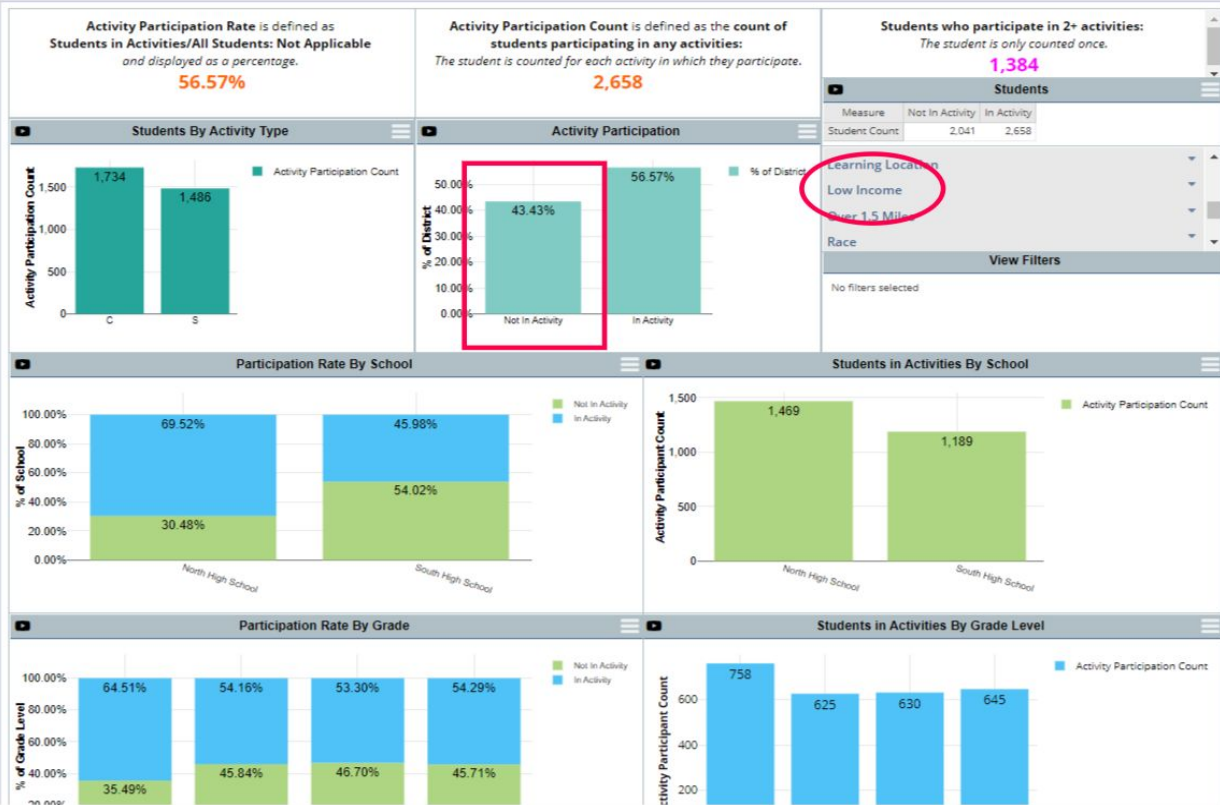 Activity Participation Rate is defined as
Students in Activities/All Students: Not Applicable
and displayed as a percentage.
56.57%
Activity Participation Count is defined as the count of
students participating in any activities:
The student is counted for each activity in which they participate.
2,658
Students who participate in 2+ activities:
The student is only counted once.
1,384
Students
Measure Not In Activity In Activity
Student Count 2,041 2,658
Learning Location
Low Income
Over 1.5 Miles
Race
View Filters
No filters selected
Students By Activity Type
Activity Participation Count
1,500
1,000
500
0
1,734
1,486
C S
Activity Participation Count
Activity Participation
% of District
50.00%
40.00%
30.00%
20.00%
10.00%
0.00%
43.43%
56.57%
Not In Activity In Activity
% of District
Participation Rate By School
% of School
100.00%
80.00%
60.00%
40.00%
20.00%
0.00%
69.52% 45.98%
30.48% 54.02%
North High School South High School
Not In Activity
In Activity
Students in Activities By School
Activity Participant Count
1,500
1,000
500
0
1,469
1,189
North High School South High School
Activity Participation Count
Participation Rate By Grade
% of Grade Level
100.00%
80.00%
60.00%
40.00%
20.00%
64.51% 54.16% 53.30% 54.29%
35.49% 45.84% 46.70% 45.71%
Not In Activity
In Activity
Students in Activities By Grade Level
Participant Count
600
400
200
758 625 630 645
Activity Participation Count